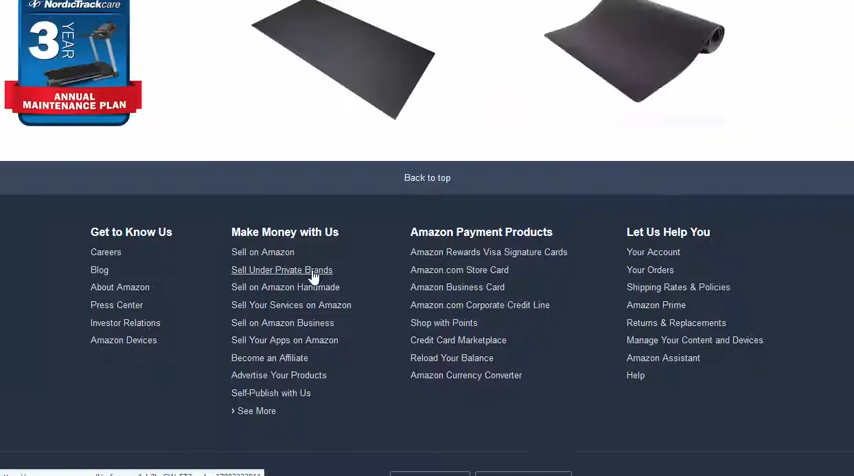 NordicTrackcare
3
YEAR
ANNUAL
MAINTENANCE PLAN
Back to top
Get to Know Us
Careers
Blog
About Amazon
Press Center
Investor Relations
Amazon Devices
Make Money with Us
Sell on Amazon
Sell Under Private Brands
Sell on Amazon Handmade
Sell Your Services on Amazon
Sell on Amazon Business
Sell Your Apps on Amazon
Become an Affiliate
Advertise Your Products
Self-Publish with Us
› See More
Amazon Payment Products
Amazon Rewards Visa Signature Cards
Amazon.com Store Card
Amazon Business Card
Amazon.com Corporate Credit Line
Shop with Points
Credit Card Marketplace
Reload Your Balance
Amazon Currency Converter
Let Us Help You
Your Account
Your Orders
Shipping Rates & Policies
Amazon Prime
Returns & Replacements
Manage Your Content and Devices
Amazon Assistant
Help